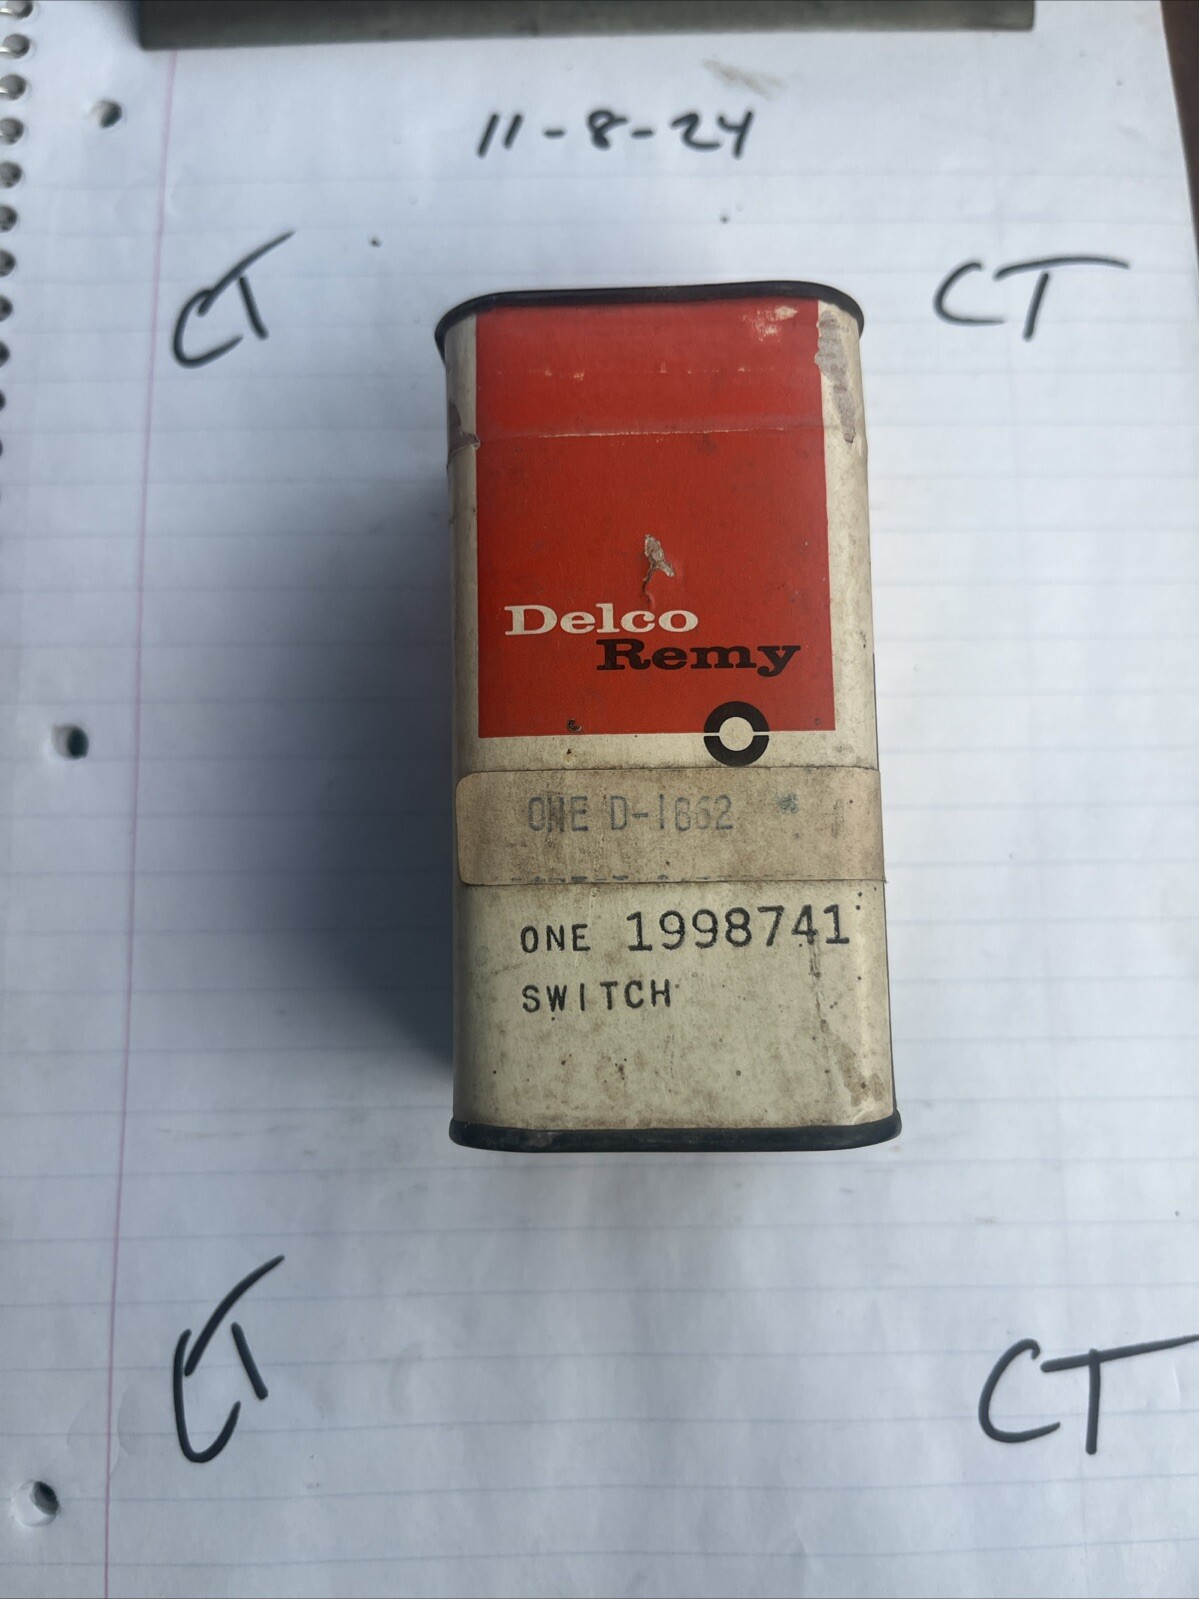 11-8-24
CT
CT
Delco
Remy
ONE D-1862
ONE 1998741
SWITCH
CT
CT